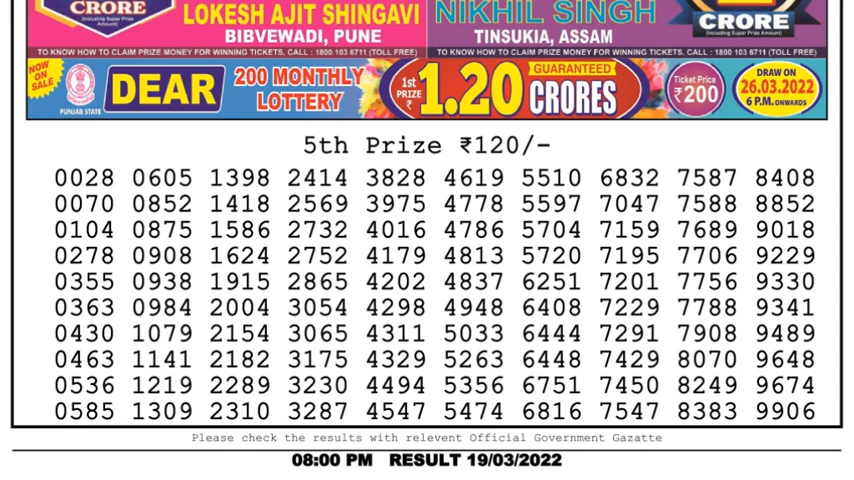 CRORE
(Including Super Prize Amount)
LOKESH AJIT SHINGAVI
BIBVEWADI, PUNE
NIKHIL SINGH
TINSUKIA, ASSAM
CRORE
(Including Super Prize Amount)
TO KNOW HOW TO CLAIM PRIZE MONEY FOR WINNING TICKETS, CALL : 1800 103 6711 (TOLL FREE)
TO KNOW HOW TO CLAIM PRIZE MONEY FOR WINNING TICKETS, CALL : 1800 103 6711 (TOLL FREE)
NOW ON SALE
PUNJAB STATE
DEAR
200 MONTHLY
LOTTERY
1st PRIZE ₹
1.20
GUARANTEED
CRORES
Ticket Price
₹200
DRAW ON
26.03.2022
6 P.M. ONWARDS
5th Prize ₹120/-
0028 0605 1398 2414 3828 4619 5510 6832 7587 8408
0070 0852 1418 2569 3975 4778 5597 7047 7588 8852
0104 0875 1586 2732 4016 4786 5704 7159 7689 9018
0278 0908 1624 2752 4179 4813 5720 7195 7706 9229
0355 0938 1915 2865 4202 4837 6251 7201 7756 9330
0363 0984 2004 3054 4298 4948 6408 7229 7788 9341
0430 1079 2154 3065 4311 5033 6444 7291 7908 9489
0463 1141 2182 3175 4329 5263 6448 7429 8070 9648
0536 1219 2289 3230 4494 5356 6751 7450 8249 9674
0585 1309 2310 3287 4547 5474 6816 7547 8383 9906
Please check the results with relevent Official Government Gazatte
08:00 PM RESULT 19/03/2022